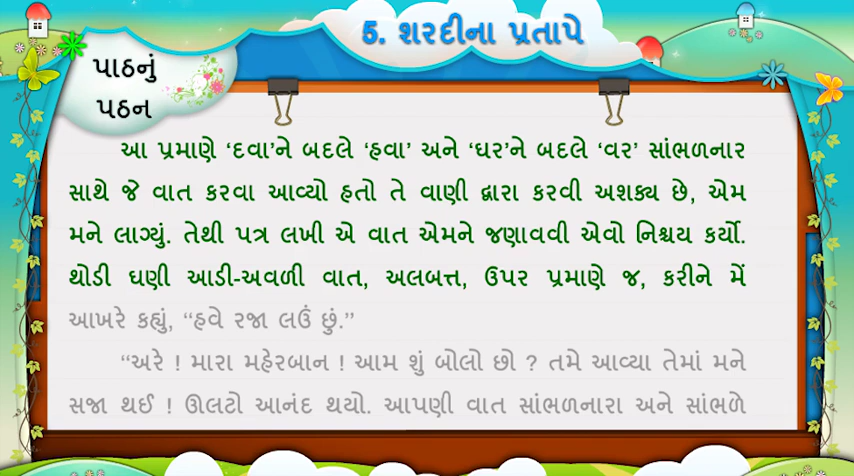 5. શરદીના પ્રતાપે
પાઠનું
પઠન
આ પ્રમાણે ‘દવા’ને બદલે ‘હવા’ અને ‘ઘર’ને બદલે ‘વર’ સાંભળનાર
સાથે જે વાત કરવા આવ્યો હતો તે વાણી દ્વારા કરવી અશક્ય છે, એમ
મને લાગ્યું. તેથી પત્ર લખી એ વાત એમને જણાવવી એવો નિશ્ચય કર્યો.
થોડી ઘણી આડી-અવળી વાત, અલબત્ત, ઉપર પ્રમાણે જ, કરીને મેં
આખરે કહ્યું, “હવે રજા લઉં છું.”
“અરે ! મારા મહેરબાન ! આમ શું બોલો છો ? તમે આવ્યા તેમાં મને
સજા થઈ ! ઊલટો આનંદ થયો. આપણી વાત સાંભળનારા અને સાંભળે